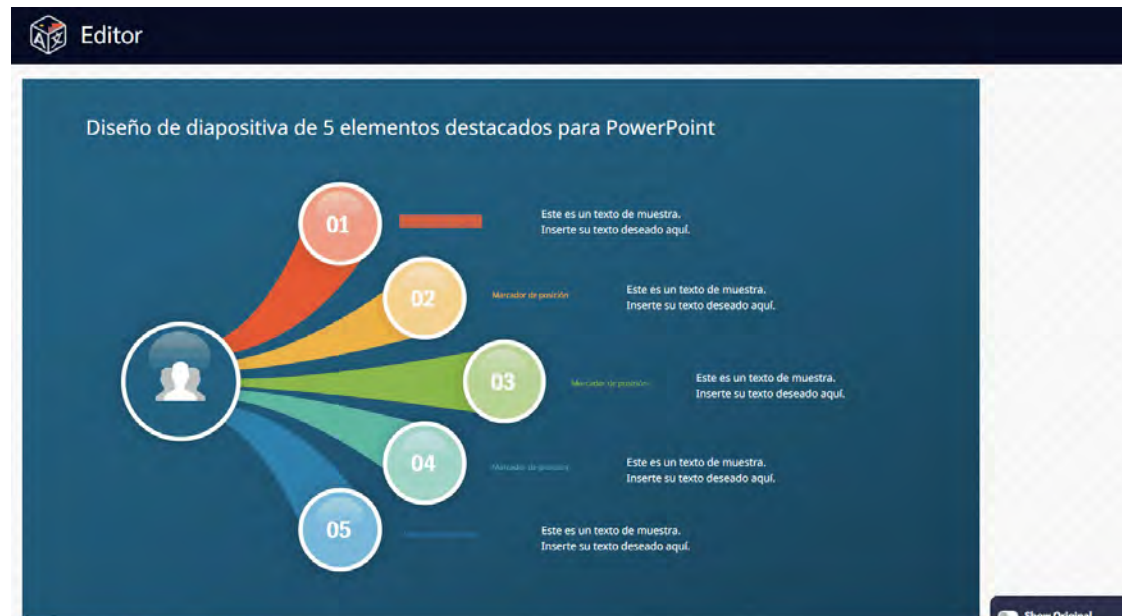 Editor
Diseño de diapositiva de 5 elementos destacados para PowerPoint
01
Este es un texto de muestra.
Inserte su texto deseado aquí.
02
Marcador de posición
Este es un texto de muestra.
Inserte su texto deseado aquí.
03
Marcador de posición
Este es un texto de muestra.
Inserte su texto deseado aquí.
04
Marcador de posición
Este es un texto de muestra.
Inserte su texto deseado aquí.
05
Este es un texto de muestra.
Inserte su texto deseado aquí.
Show Original